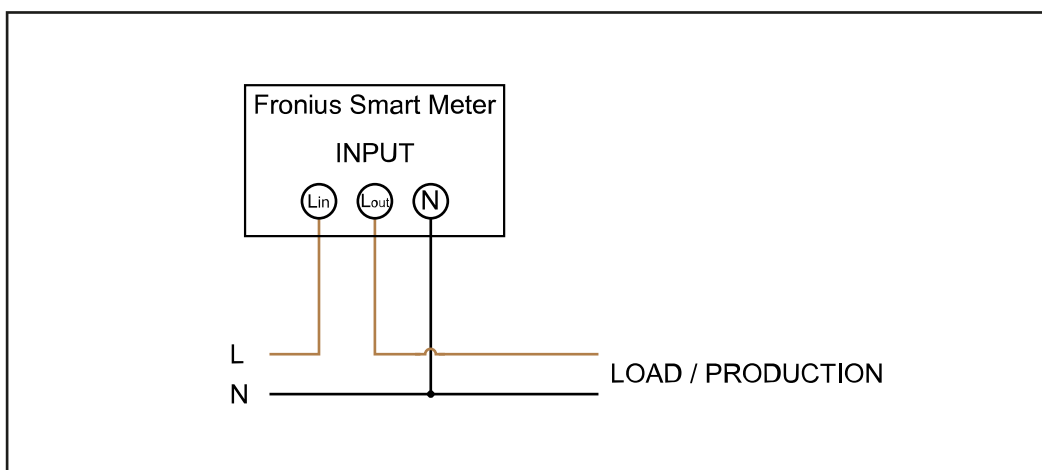 Fronius Smart Meter
INPUT
Lin Lout N
L
N
LOAD / PRODUCTION